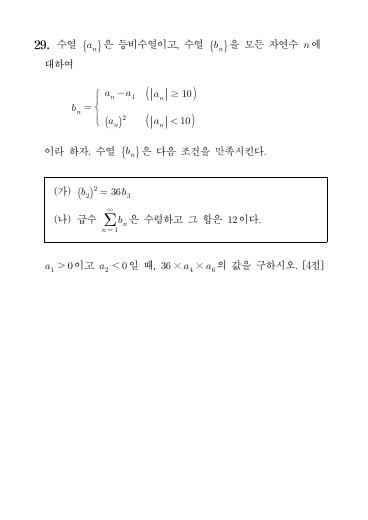 29. 수열 {aₙ}은 등비수열이고, 수열 {bₙ}을 모든 자연수 n에
대하여
bₙ = { aₙ − a₁ (|aₙ| ≥ 10)
(aₙ)² (|aₙ| < 10)
이라 하자. 수열 {bₙ}은 다음 조건을 만족시킨다.
(가) (b₂)² = 36b₃
(나) 급수 ∑ₙ₌₁^∞ bₙ은 수렴하고 그 합은 12이다.
a₁ > 0이고 a₂ < 0일 때, 36 × a₄ × a₆의 값을 구하시오. [4점]